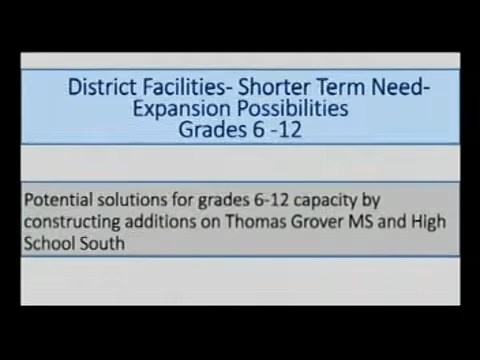 District Facilities- Shorter Term Need-
Expansion Possibilities
Grades 6 -12
Potential solutions for grades 6-12 capacity by
constructing additions on Thomas Grover MS and High
School South